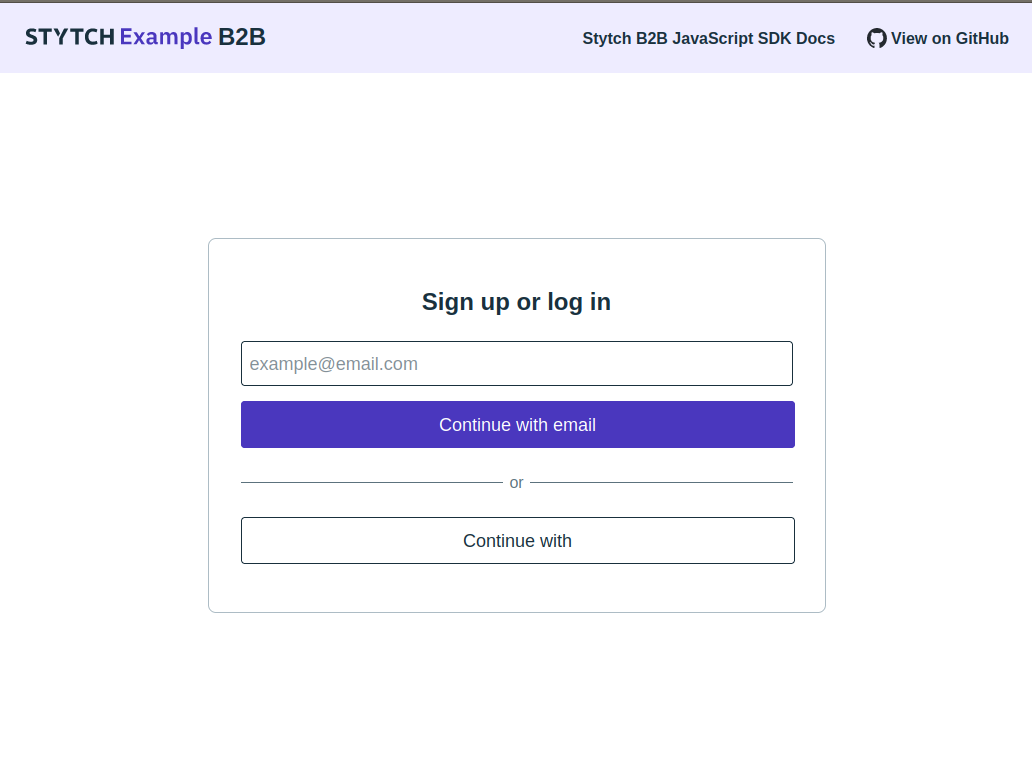 STYTCH Example B2B
Stytch B2B JavaScript SDK Docs
View on GitHub
Sign up or log in
example@email.com
Continue with email
or
Continue with